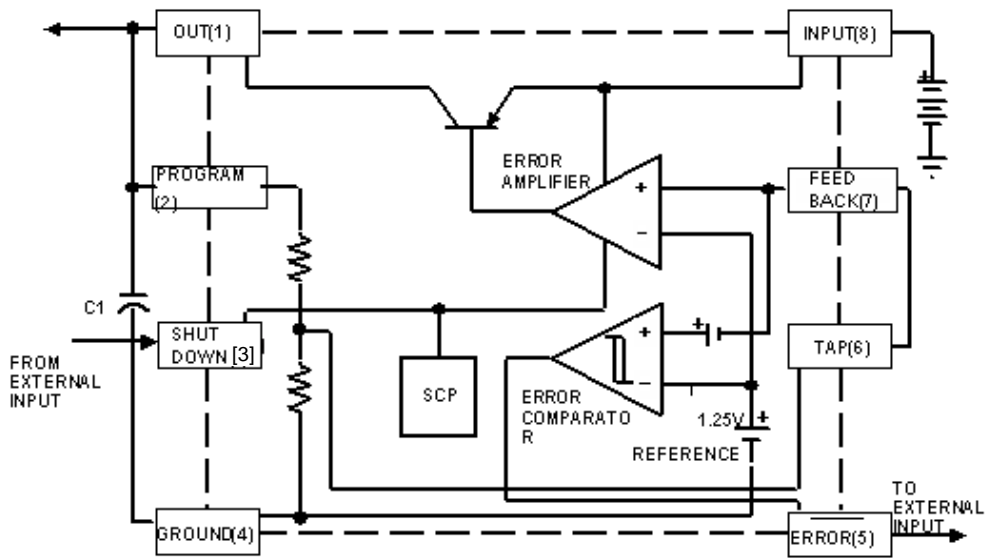 OUT(1)
INPUT(8)
+
ERROR
AMPLIFIER
+
−
PROGRAM
(2)
FEED
BACK(7)
C1
SHUT
DOWN[3]
FROM
EXTERNAL
INPUT
SCP
+
−
+
ERROR
COMPARATO
R
TAP(6)
1.25V
+
REFERENCE
GROUND(4)
ERROR(5)
TO
EXTERNAL
INPUT